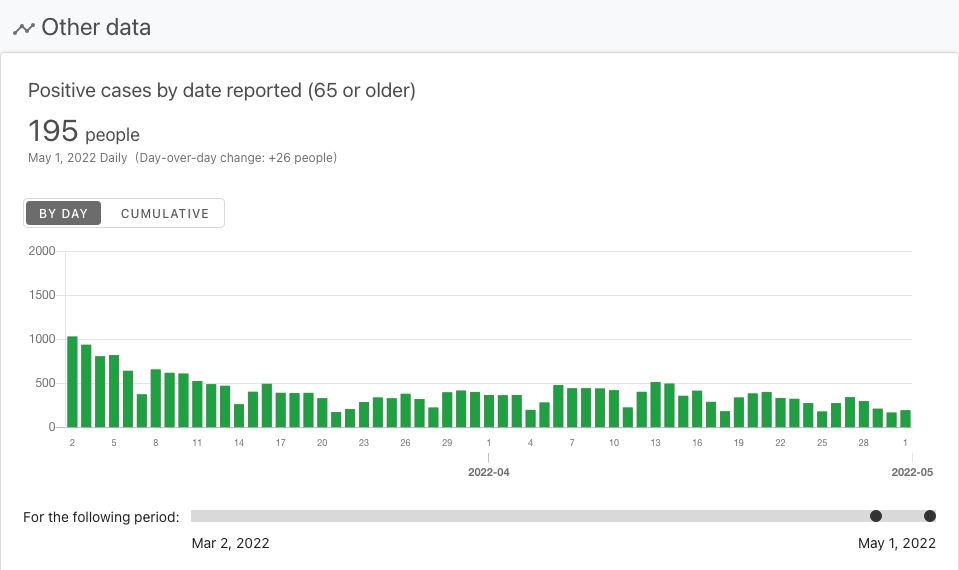 Other data
Positive cases by date reported (65 or older)
195 people
May 1, 2022 Daily (Day-over-day change: +26 people)
BY DAY CUMULATIVE
2000
1500
1000
500
0
2 5 8 11 14 17 20 23 26 29 1 4 7 10 13 16 19 22 25 28 1
2022-04 2022-05
For the following period:
Mar 2, 2022 May 1, 2022